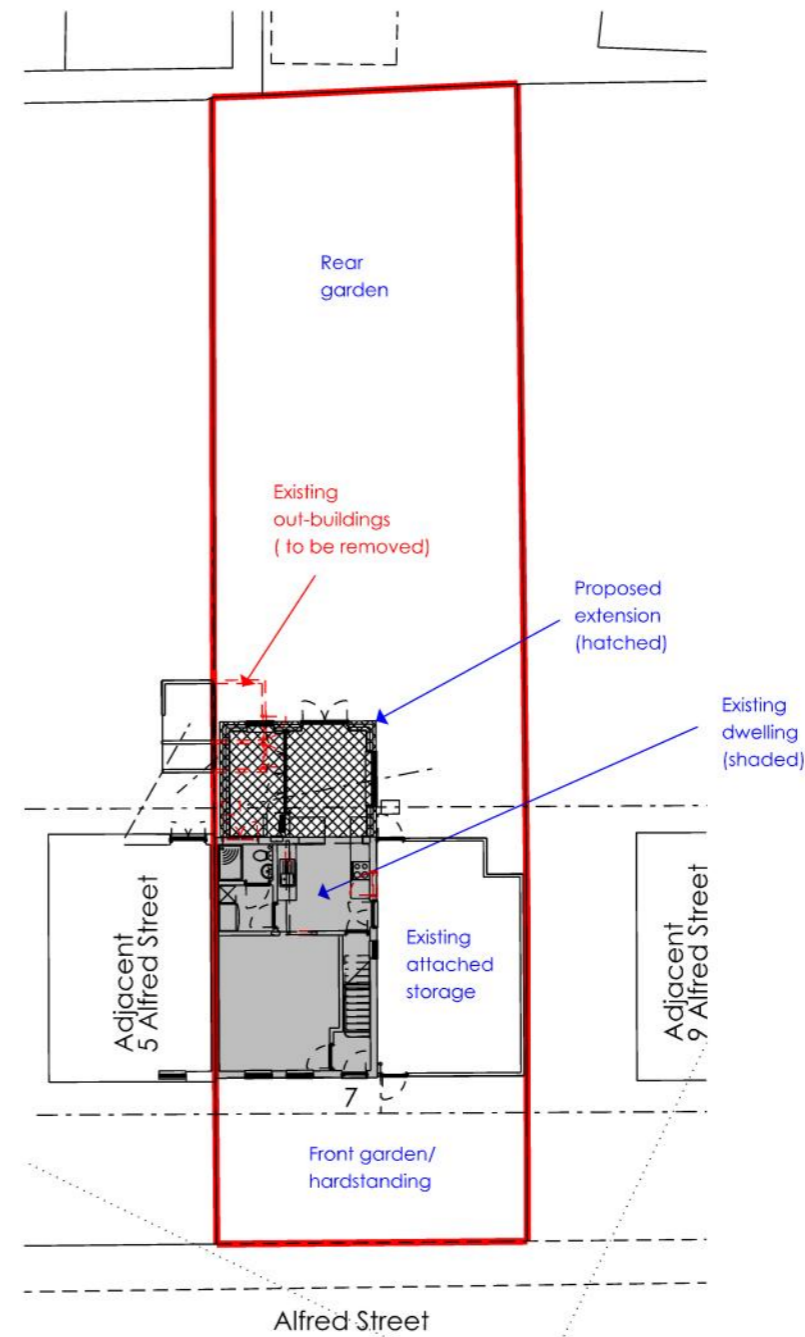 Rear
garden
Existing
out-buildings
( to be removed)
Proposed
extension
(hatched)
Existing
dwelling
(shaded)
Adjacent
5 Alfred Street
Existing
attached
storage
Adjacent
9 Alfred Street
7
Front garden/
hardstanding
Alfred Street